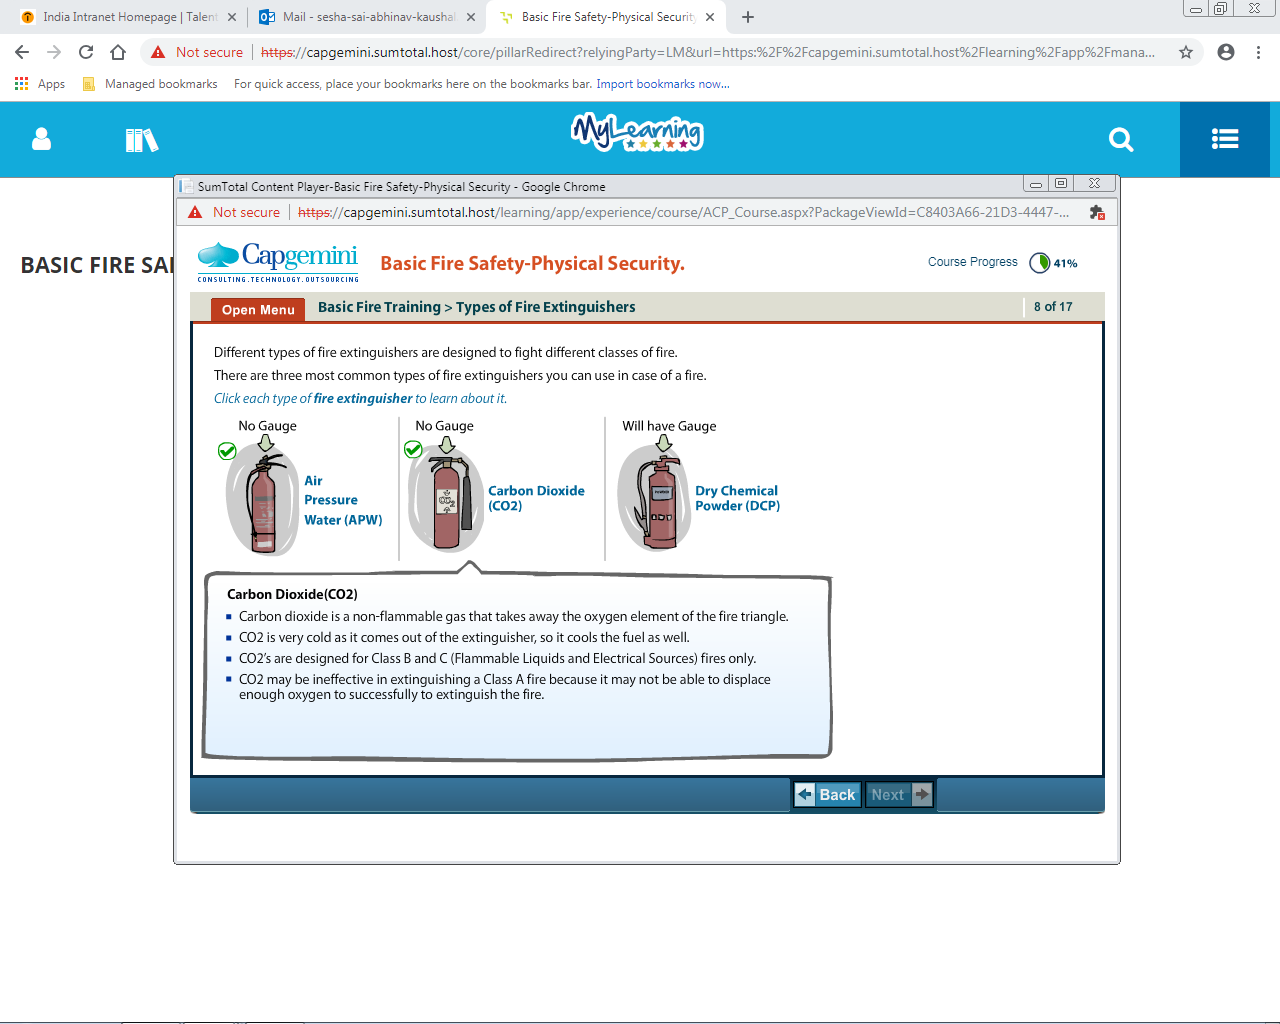 India Intranet Homepage | Talent
Mail - sesha-sai-abhinav-kaushal
Basic Fire Safety-Physical Security
Not secure | https://capgemini.sumtotal.host/core/pillarRedirect?relyingParty=LM&url=https:%2F%2Fcapgemini.sumtotal.host%2Flearning%2Fapp%2Fmana...
Apps Managed bookmarks For quick access, place your bookmarks here on the bookmarks bar. Import bookmarks now...
MyLearning
SumTotal Content Player-Basic Fire Safety-Physical Security - Google Chrome
Not secure | https://capgemini.sumtotal.host/learning/app/experience/course/ACP_Course.aspx?PackageViewId=C8403A66-21D3-4447-...
BASIC FIRE SA
Capgemini
CONSULTING.TECHNOLOGY.OUTSOURCING
Basic Fire Safety-Physical Security.
Course Progress 41%
Open Menu
Basic Fire Training > Types of Fire Extinguishers
8 of 17
Different types of fire extinguishers are designed to fight different classes of fire.
There are three most common types of fire extinguishers you can use in case of a fire.
Click each type of fire extinguisher to learn about it.
No Gauge
Air
Pressure
Water (APW)
No Gauge
CO2
Carbon Dioxide
(CO2)
Will have Gauge
Dry Chemical
Powder (DCP)
Carbon Dioxide(CO2)
Carbon dioxide is a non-flammable gas that takes away the oxygen element of the fire triangle.
CO2 is very cold as it comes out of the extinguisher, so it cools the fuel as well.
CO2's are designed for Class B and C (Flammable Liquids and Electrical Sources) fires only.
CO2 may be ineffective in extinguishing a Class A fire because it may not be able to displace
enough oxygen to successfully to extinguish the fire.
Back
Next